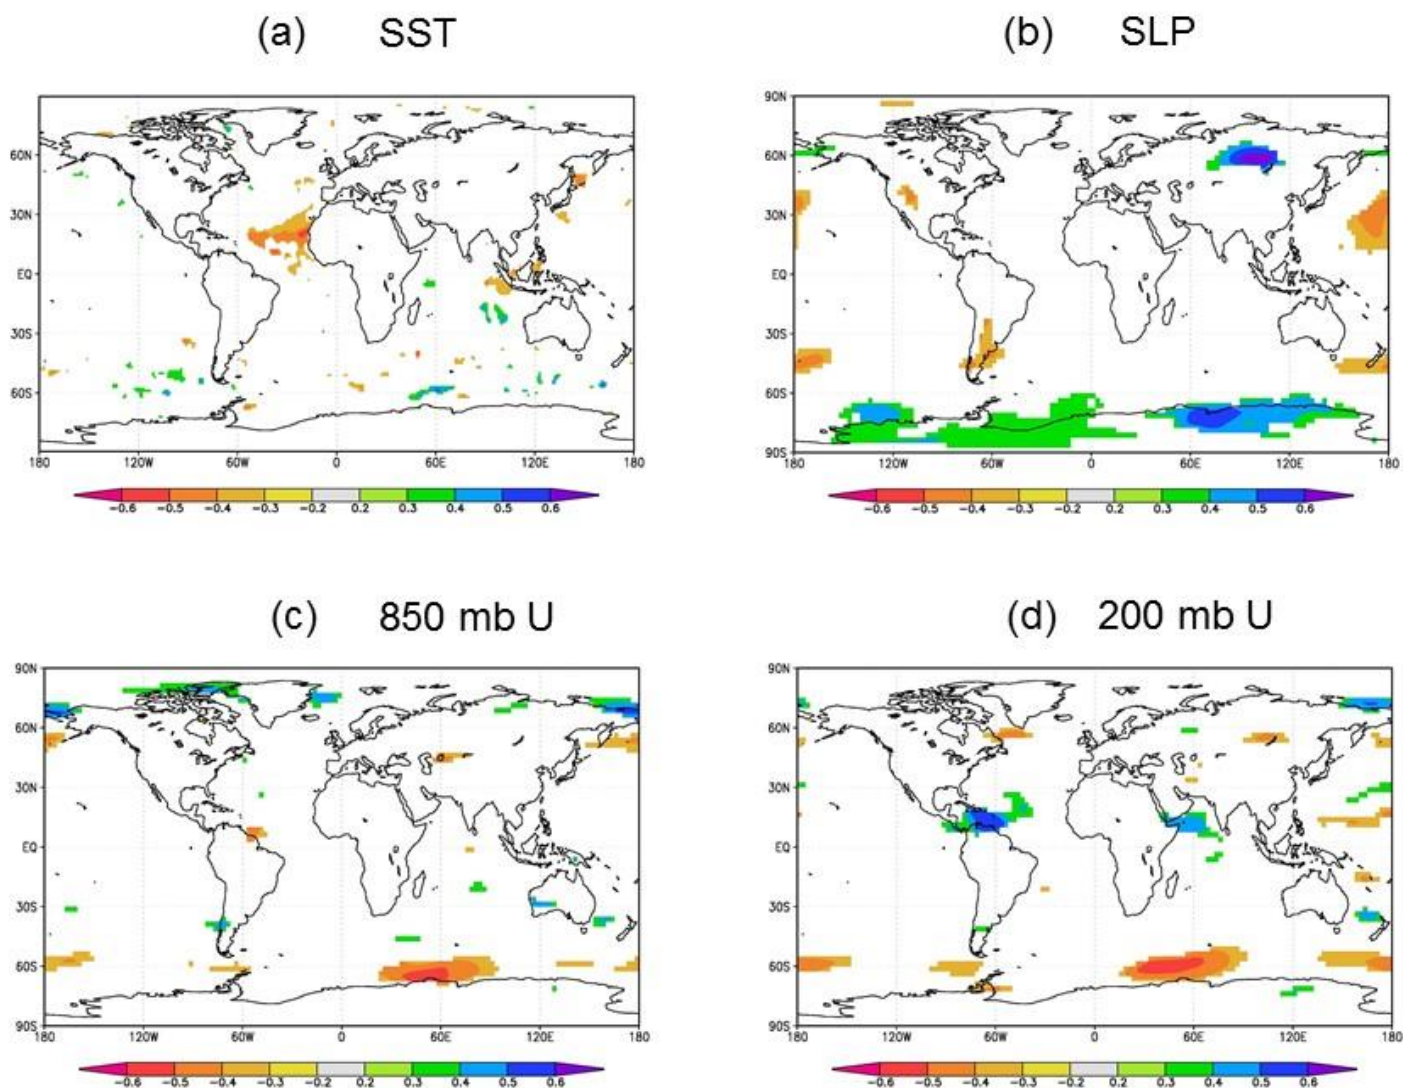 (a) SST
(b) SLP
90N
60N 60N
30N 30N
EQ EQ
30S 30S
60S 60S
90S
180 120W 60W 0 60E 120E 180
180 120W 60W 0 60E 120E 180
−0.6 −0.5 −0.4 −0.3 −0.2 0.2 0.3 0.4 0.5 0.6
−0.6 −0.5 −0.4 −0.3 −0.2 0.2 0.3 0.4 0.5 0.6
(c) 850 mb U
(d) 200 mb U
90N 90N
60N 60N
30N 30N
EQ EQ
30S 30S
60S 60S
90S 90S
180 120W 60W 0 60E 120E 180
180 120W 60W 0 60E 120E 180
−0.6 −0.5 −0.4 −0.3 −0.2 0.2 0.3 0.4 0.5 0.6
−0.6 −0.5 −0.4 −0.3 −0.2 0.2 0.3 0.4 0.5 0.6